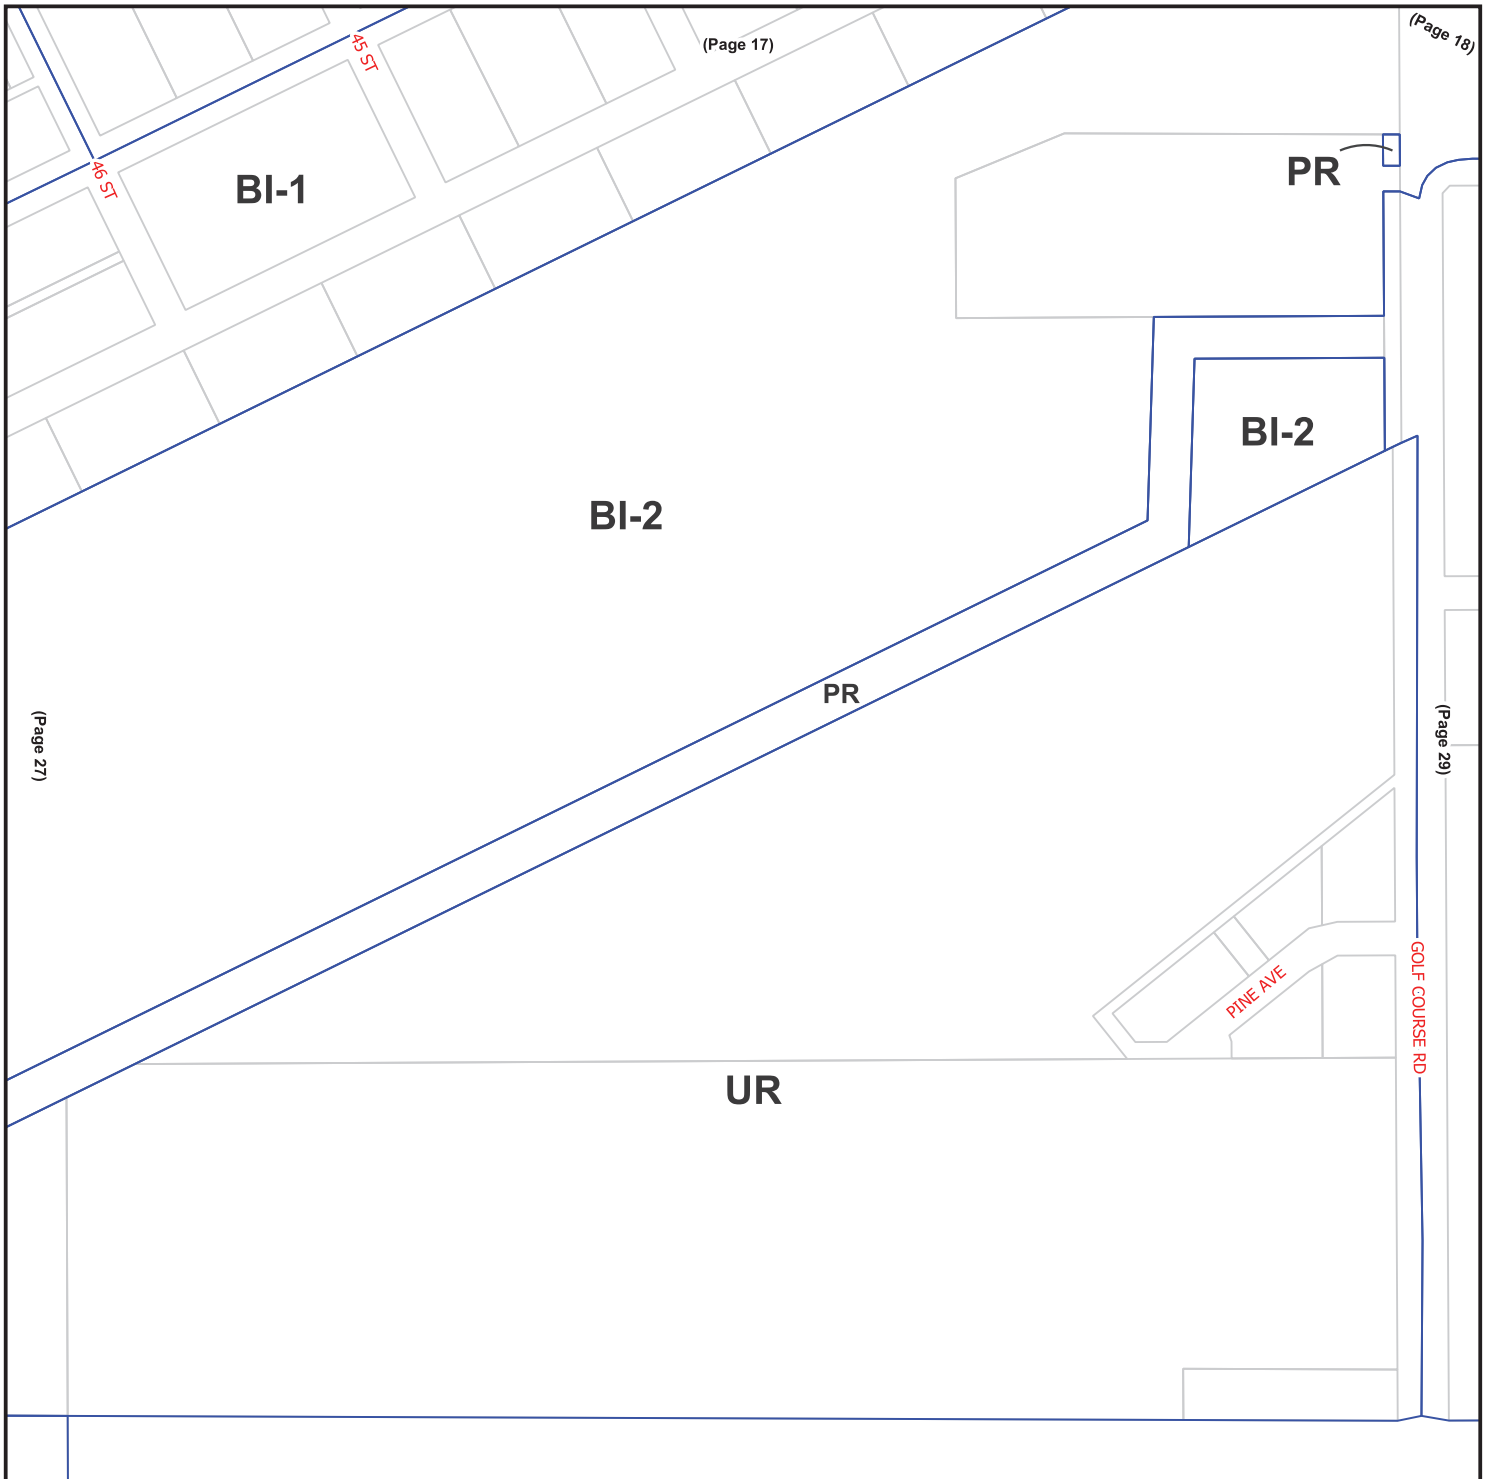 (Page 18)
(Page 17)
45 ST
46 ST
PR
BI-1
BI-2
BI-2
PR
(Page 27)
(Page 29)
PINE AVE
GOLF COURSE RD
UR